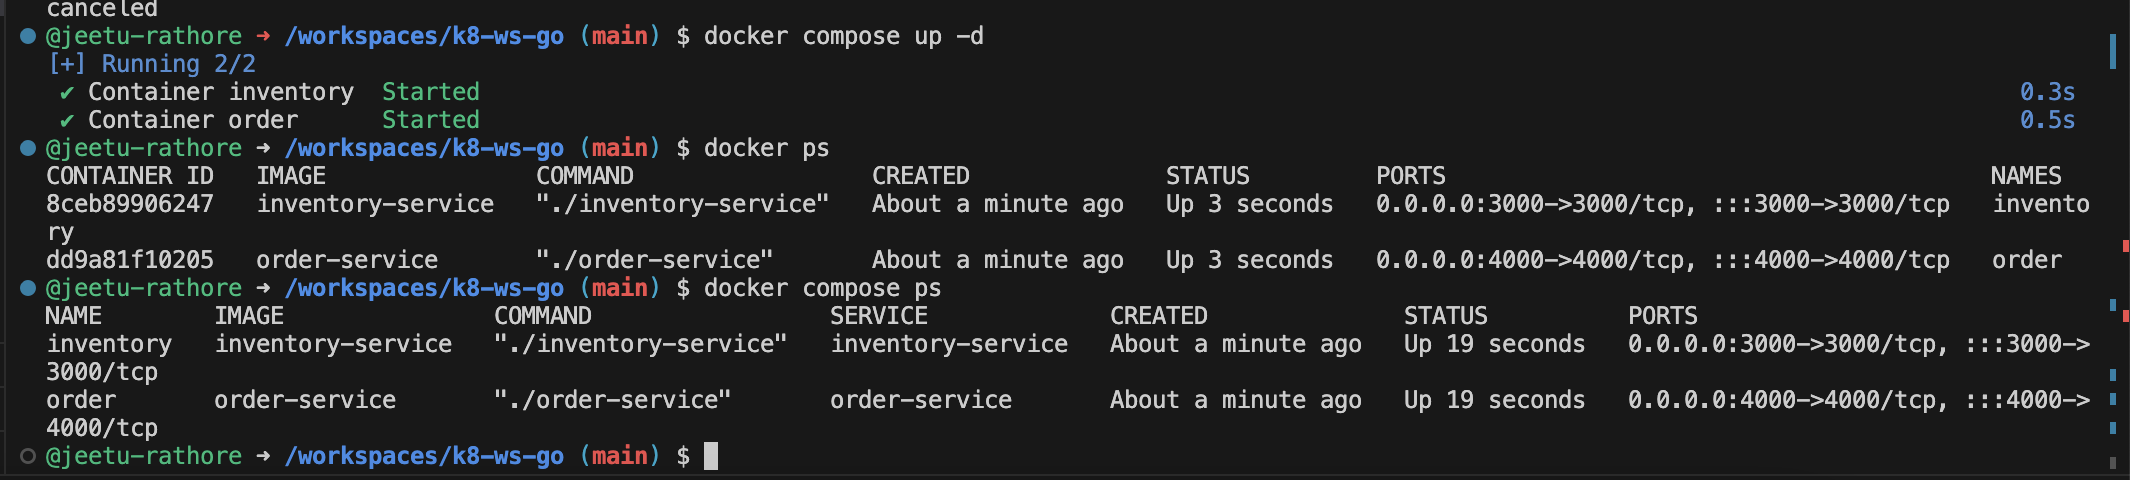 canceled
@jeetu-rathore ➜ /workspaces/k8-ws-go (main) $ docker compose up -d
[+] Running 2/2
✔ Container inventory  Started  0.3s
✔ Container order  Started  0.5s
@jeetu-rathore ➜ /workspaces/k8-ws-go (main) $ docker ps
CONTAINER ID   IMAGE   COMMAND   CREATED   STATUS   PORTS   NAMES
8ceb89906247   inventory-service   "./inventory-service"   About a minute ago   Up 3 seconds   0.0.0.0:3000->3000/tcp, :::3000->3000/tcp   invento
ry
dd9a81f10205   order-service   "./order-service"   About a minute ago   Up 3 seconds   0.0.0.0:4000->4000/tcp, :::4000->4000/tcp   order
@jeetu-rathore ➜ /workspaces/k8-ws-go (main) $ docker compose ps
NAME   IMAGE   COMMAND   SERVICE   CREATED   STATUS   PORTS
inventory   inventory-service   "./inventory-service"   inventory-service   About a minute ago   Up 19 seconds   0.0.0.0:3000->3000/tcp, :::3000->
3000/tcp
order   order-service   "./order-service"   order-service   About a minute ago   Up 19 seconds   0.0.0.0:4000->4000/tcp, :::4000->
4000/tcp
@jeetu-rathore ➜ /workspaces/k8-ws-go (main) $